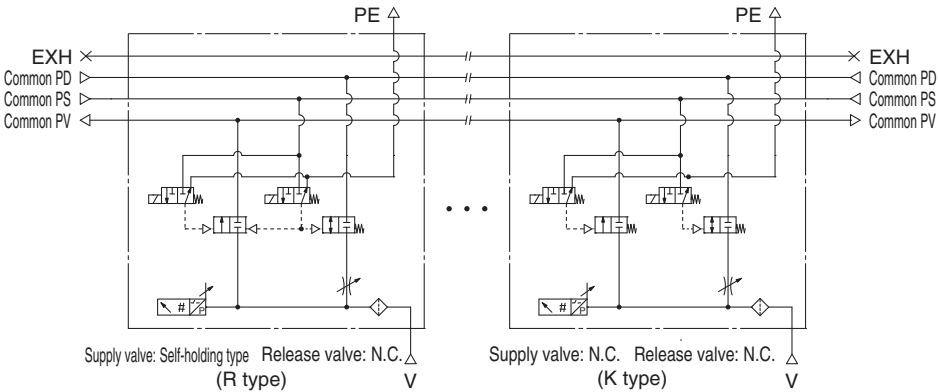 PE PE
EXH EXH
Common PD Common PD
Common PS Common PS
Common PV Common PV
# P # P
Supply valve: Self-holding type Release valve: N.C. Supply valve: N.C. Release valve: N.C.
(R type) V (K type) V